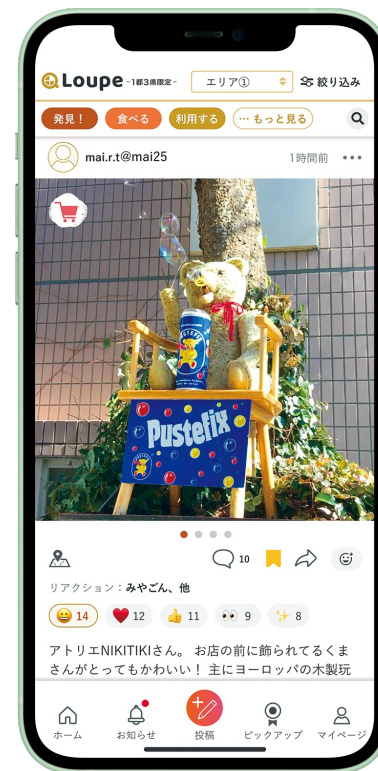 Loupe -1都3県限定-
エリア①
絞り込み
発見！
食べる
利用する
… もっと見る
mai.r.t@mai25
1時間前
PUSTEFIX
Pustefix
10
リアクション：みやごん、他
14
12
11
9
8
アトリエNIKITIKIさん。 お店の前に飾られてるくま
さんがとってもかわいい！ 主にヨーロッパの木製玩
ホーム
お知らせ
投稿
ピックアップ
マイページ